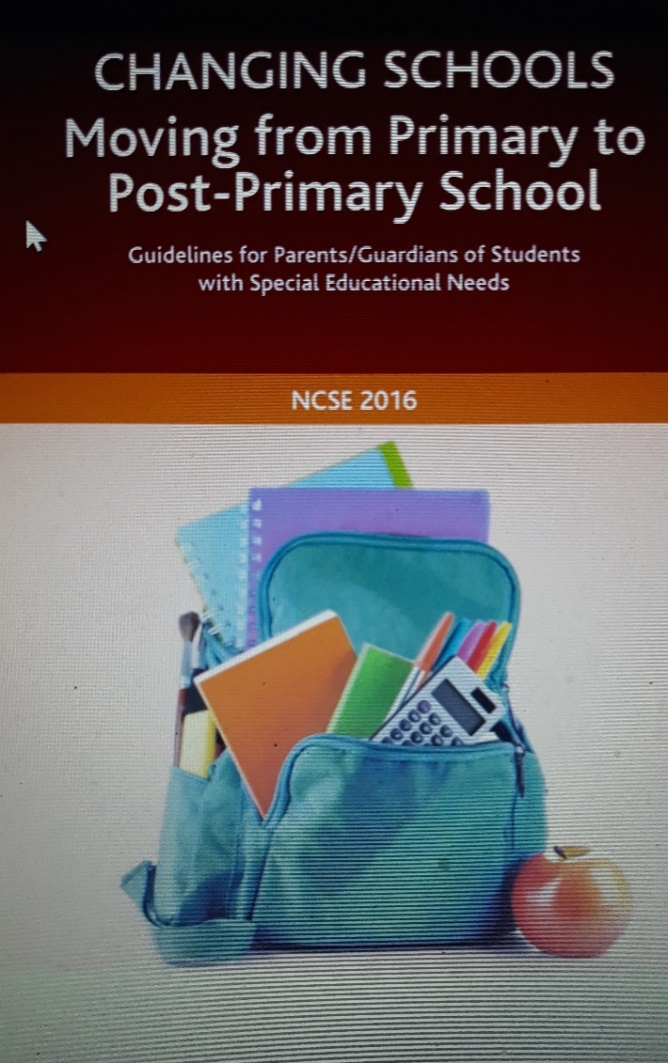 CHANGING SCHOOLS
Moving from Primary to
Post-Primary School
Guidelines for Parents/Guardians of Students
with Special Educational Needs
NCSE 2016